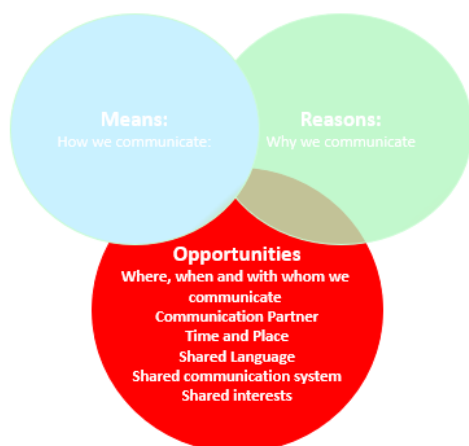 Means:
How we communicate:
Reasons:
Why we communicate
Opportunities
Where, when and with whom we
communicate
Communication Partner
Time and Place
Shared Language
Shared communication system
Shared interests